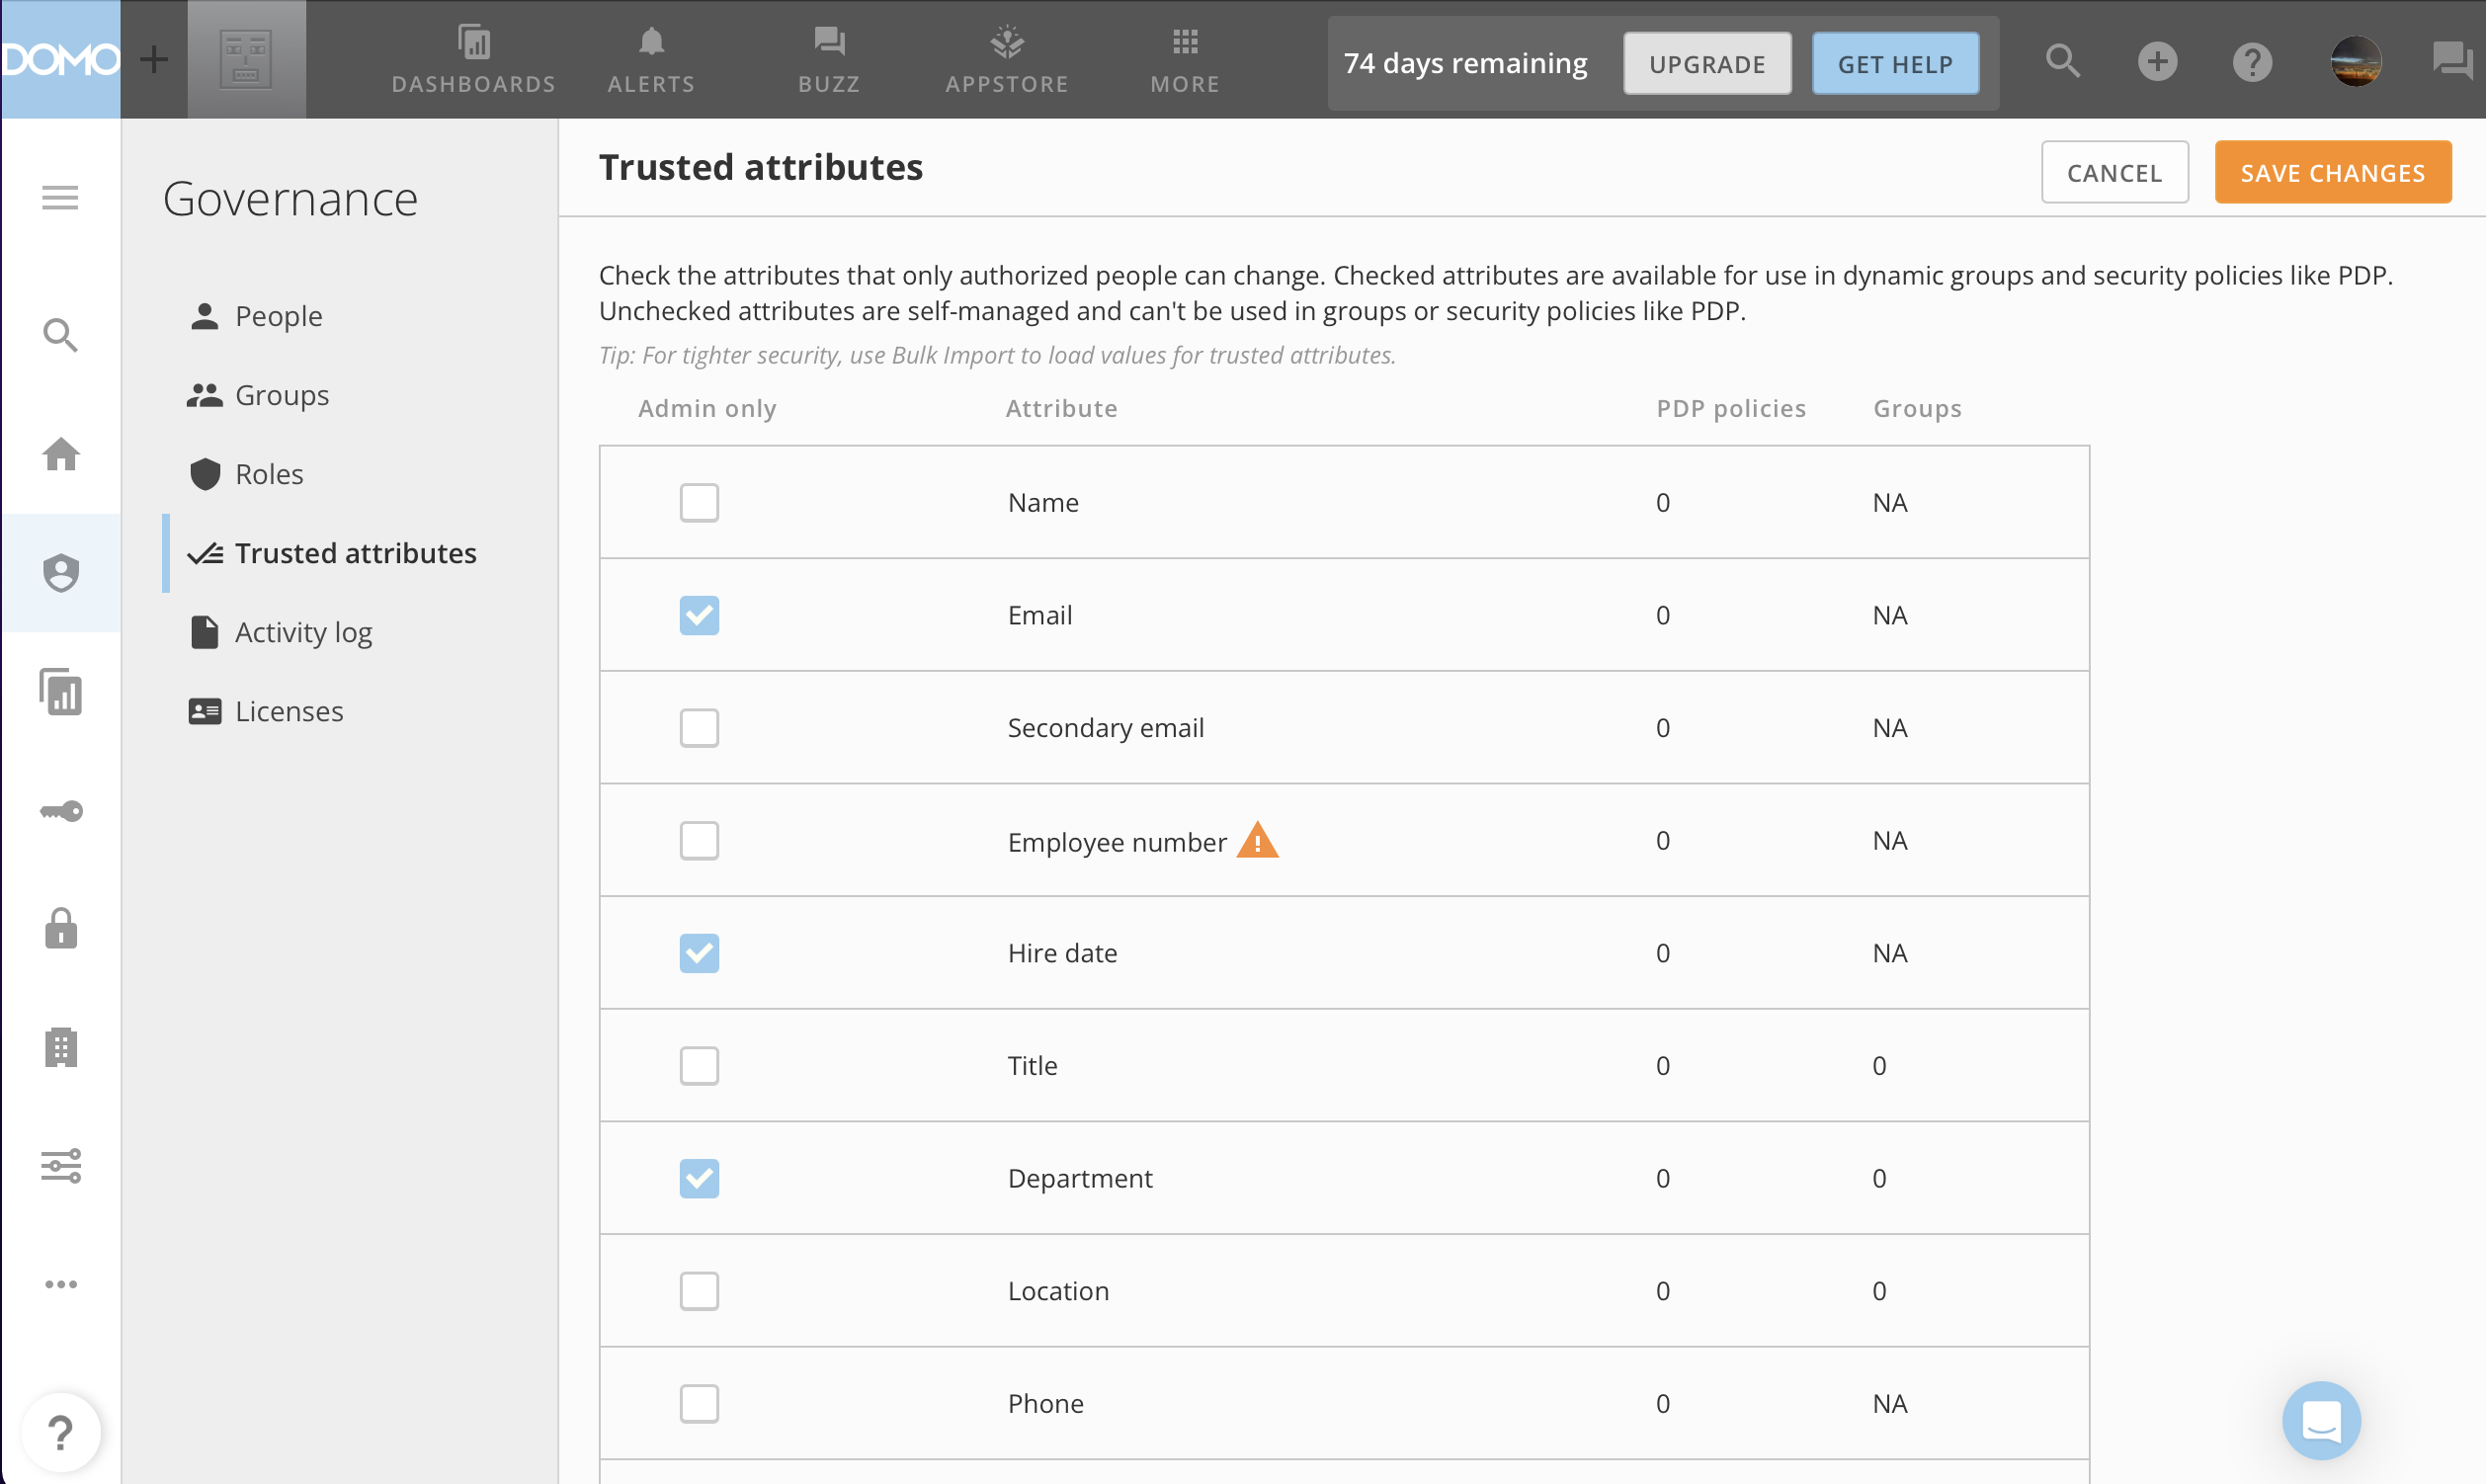 DOMO
DASHBOARDS
ALERTS
BUZZ
APPSTORE
MORE
74 days remaining
UPGRADE
GET HELP
Governance
People
Groups
Roles
Trusted attributes
Activity log
Licenses
Trusted attributes
CANCEL
SAVE CHANGES
Check the attributes that only authorized people can change. Checked attributes are available for use in dynamic groups and security policies like PDP.
Unchecked attributes are self-managed and can't be used in groups or security policies like PDP.
Tip: For tighter security, use Bulk Import to load values for trusted attributes.
Admin only Attribute PDP policies Groups
Name 0 NA
Email 0 NA
Secondary email 0 NA
Employee number 0 NA
Hire date 0 NA
Title 0 0
Department 0 0
Location 0 0
Phone 0 NA